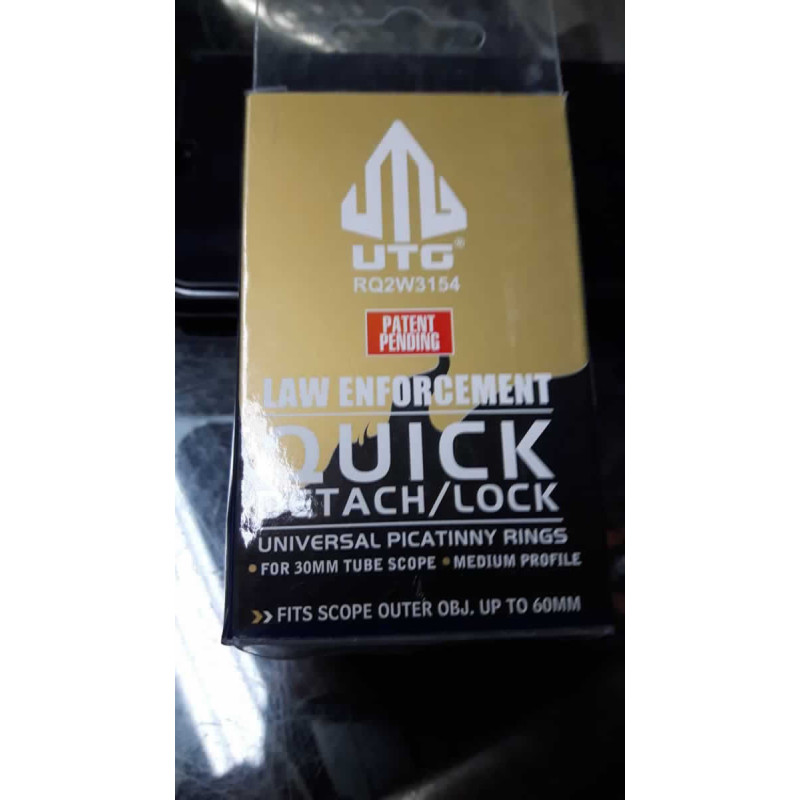 UTG®
RQ2W3154
PATENT
PENDING
LAW ENFORCEMENT
QUICK
DETACH/LOCK
UNIVERSAL PICATINNY RINGS
• FOR 30MM TUBE SCOPE • MEDIUM PROFILE
>> FITS SCOPE OUTER OBJ. UP TO 60MM